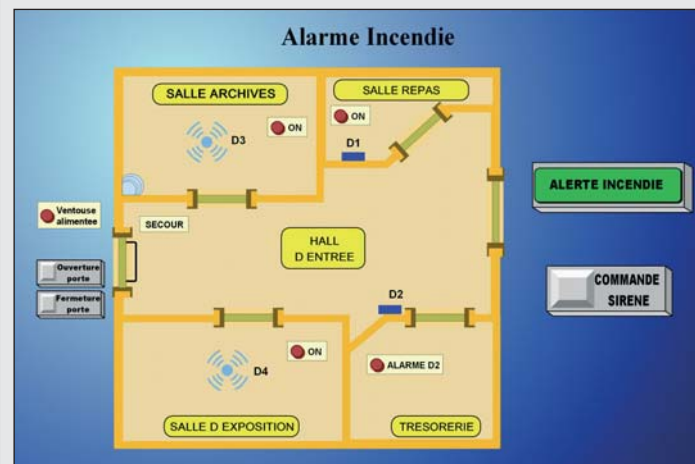 Alarme Incendie
SALLE ARCHIVES
SALLE REPAS
ON
ON
D3
D1
ALERTE INCENDIE
Ventouse
alimentee
SECOUR
HALL
D ENTREE
Ouverture
porte
Fermeture
porte
COMMANDE
SIRENE
D2
ON
D4
ALARME D2
SALLE D EXPOSITION
TRESORERIE